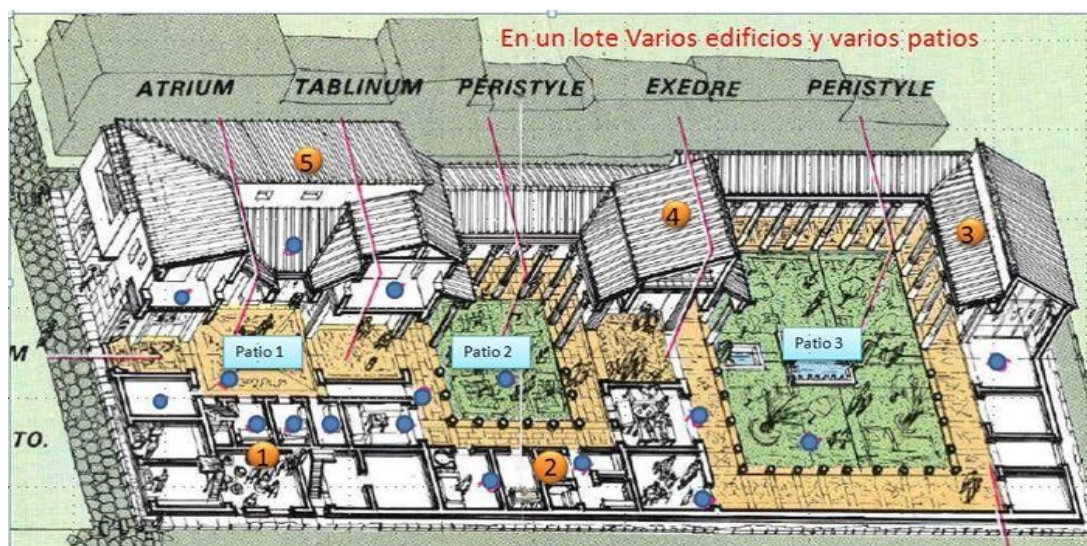 En un lote Varios edificios y varios patios
ATRIUM TABLINUM PÉRISTYLE EXEDRE PERISTYLE
5
4
3
Patio 1 Patio 2 Patio 3
M
TO.
1
2